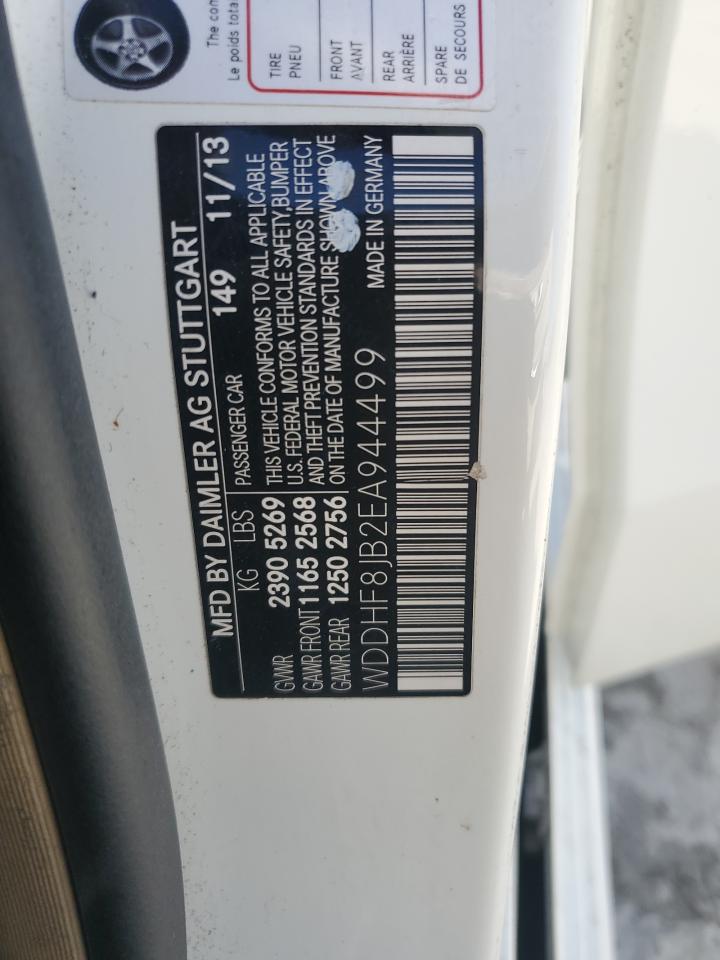 The con
Le poids tota
TIRE
PNEU
FRONT
AVANT
REAR
ARRIÈRE
SPARE
DE SECOURS
MFD BY DAIMLER AG STUTTGART
149 11/13
KG LBS PASSENGER CAR
GVWR 2390 5269 THIS VEHICLE CONFORMS TO ALL APPLICABLE
GAWR FRONT 1165 2568 U.S. FEDERAL MOTOR VEHICLE SAFETY,BUMPER
GAWR REAR 1250 2756 AND THEFT PREVENTION STANDARDS IN EFFECT
ON THE DATE OF MANUFACTURE SHOWN ABOVE
WDDHF8JB2EA944499 MADE IN GERMANY